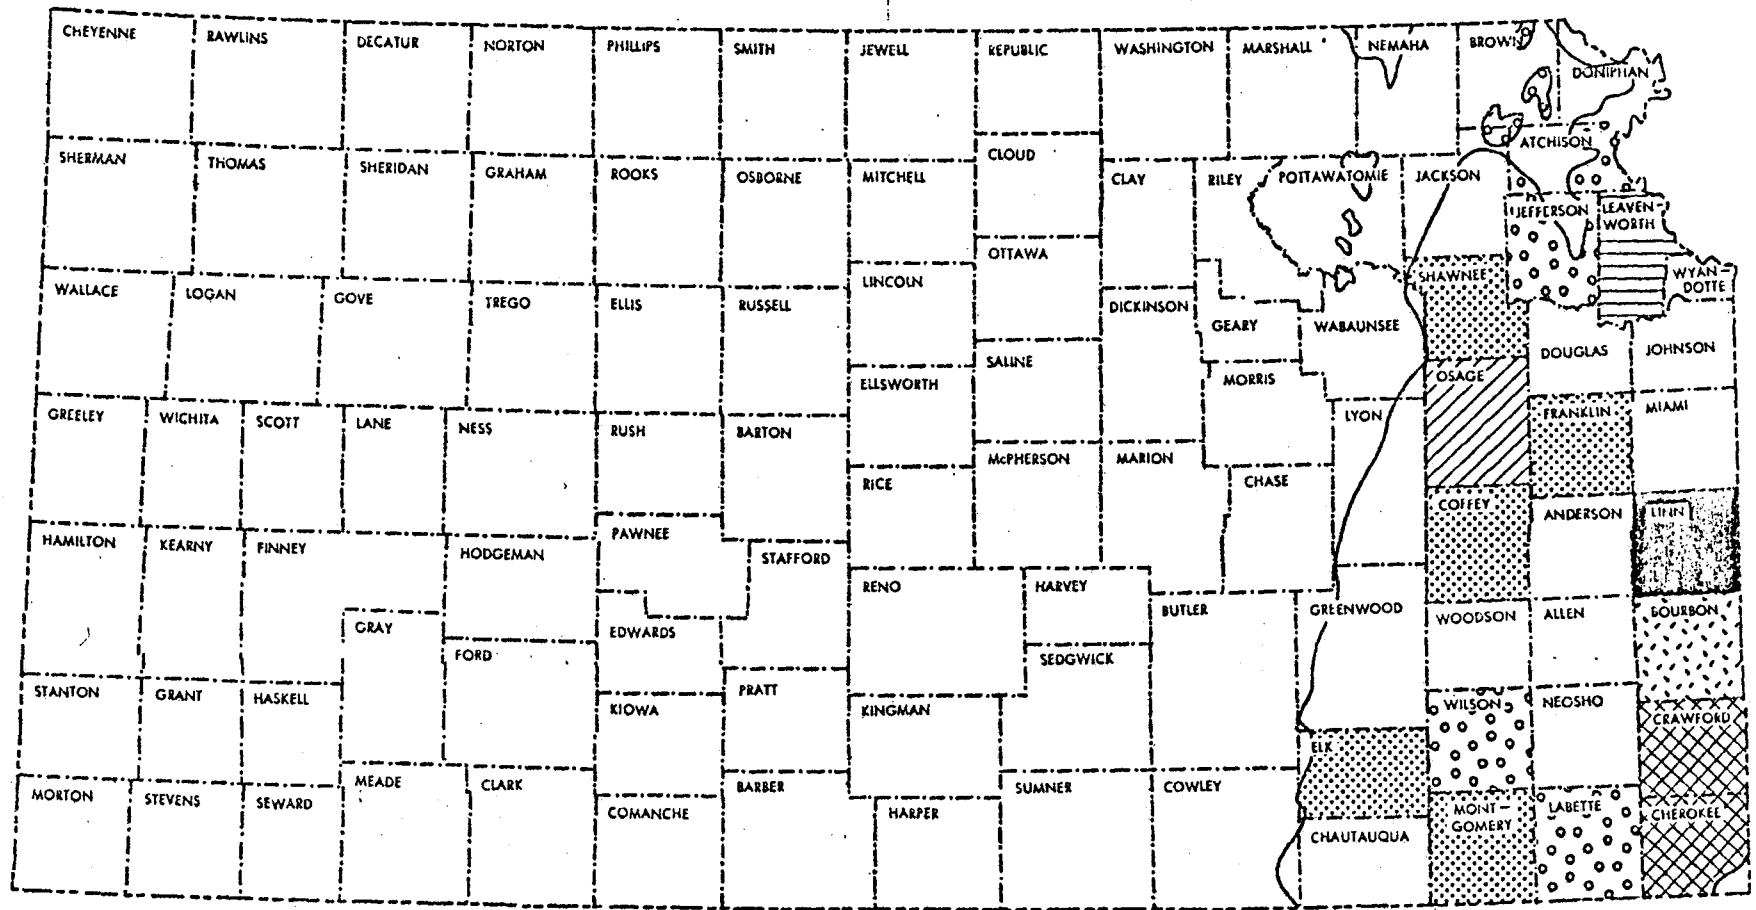 CHEYENNE
RAWLINS
DECATUR
NORTON
PHILLIPS
SMITH
JEWELL
REPUBLIC
WASHINGTON
MARSHALL
NEMAHA
BROWN
DONIPHAN
SHERMAN
THOMAS
SHERIDAN
GRAHAM
ROOKS
OSBORNE
MITCHELL
CLOUD
CLAY
RILEY
POTTAWATOMIE
JACKSON
ATCHISON
JEFFERSON
LEAVEN-
WORTH
WALLACE
LOGAN
GOVE
TREGO
ELLIS
RUSSELL
LINCOLN
OTTAWA
DICKINSON
GEARY
WABAUNSEE
SHAWNEE
WYAN-
DOTTE
DOUGLAS
JOHNSON
GREELEY
WICHITA
SCOTT
LANE
NESS
RUSH
BARTON
ELLSWORTH
SALINE
MORRIS
LYON
OSAGE
FRANKLIN
MIAMI
RICE
McPHERSON
MARION
CHASE
COFFEY
ANDERSON
LINN
HAMILTON
KEARNY
FINNEY
HODGEMAN
PAWNEE
STAFFORD
RENO
HARVEY
BUTLER
GREENWOOD
WOODSON
ALLEN
BOURBON
GRAY
FORD
EDWARDS
SEDGWICK
STANTON
GRANT
HASKELL
KIOWA
PRATT
KINGMAN
WILSON
NEOSHO
CRAWFORD
ELK
MORTON
STEVENS
SEWARD
MEADE
CLARK
COMANCHE
BARBER
HARPER
SUMNER
COWLEY
CHAUTAUQUA
MONT-
GOMERY
LABETTE
CHEROKEE